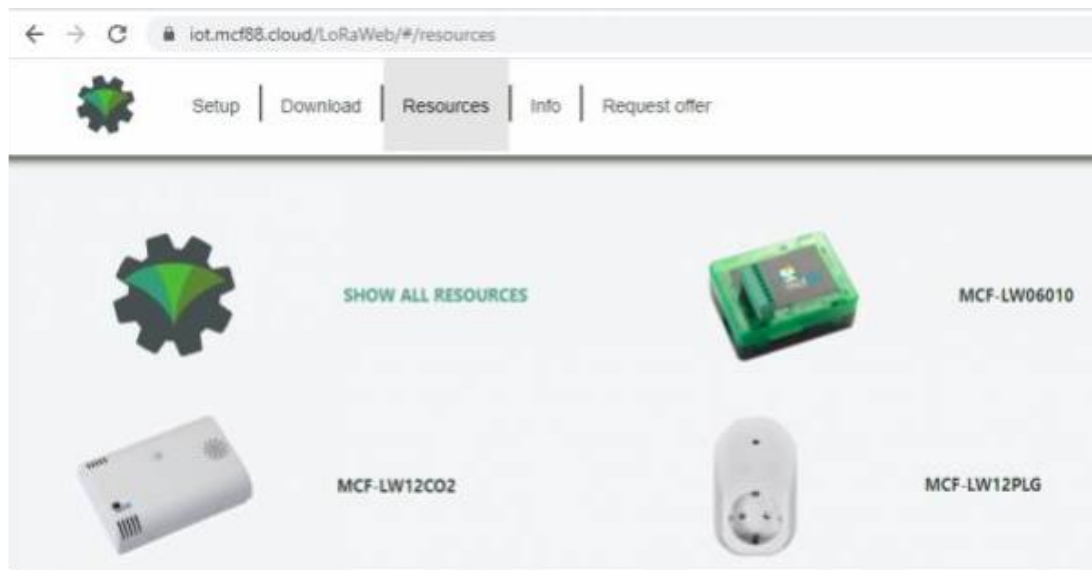 iot.mcf88.cloud/LoRaWeb/#/resources
Setup Download Resources Info Request offer
SHOW ALL RESOURCES
MCF-LW06010
MCF-LW12CO2
MCF-LW12PLG